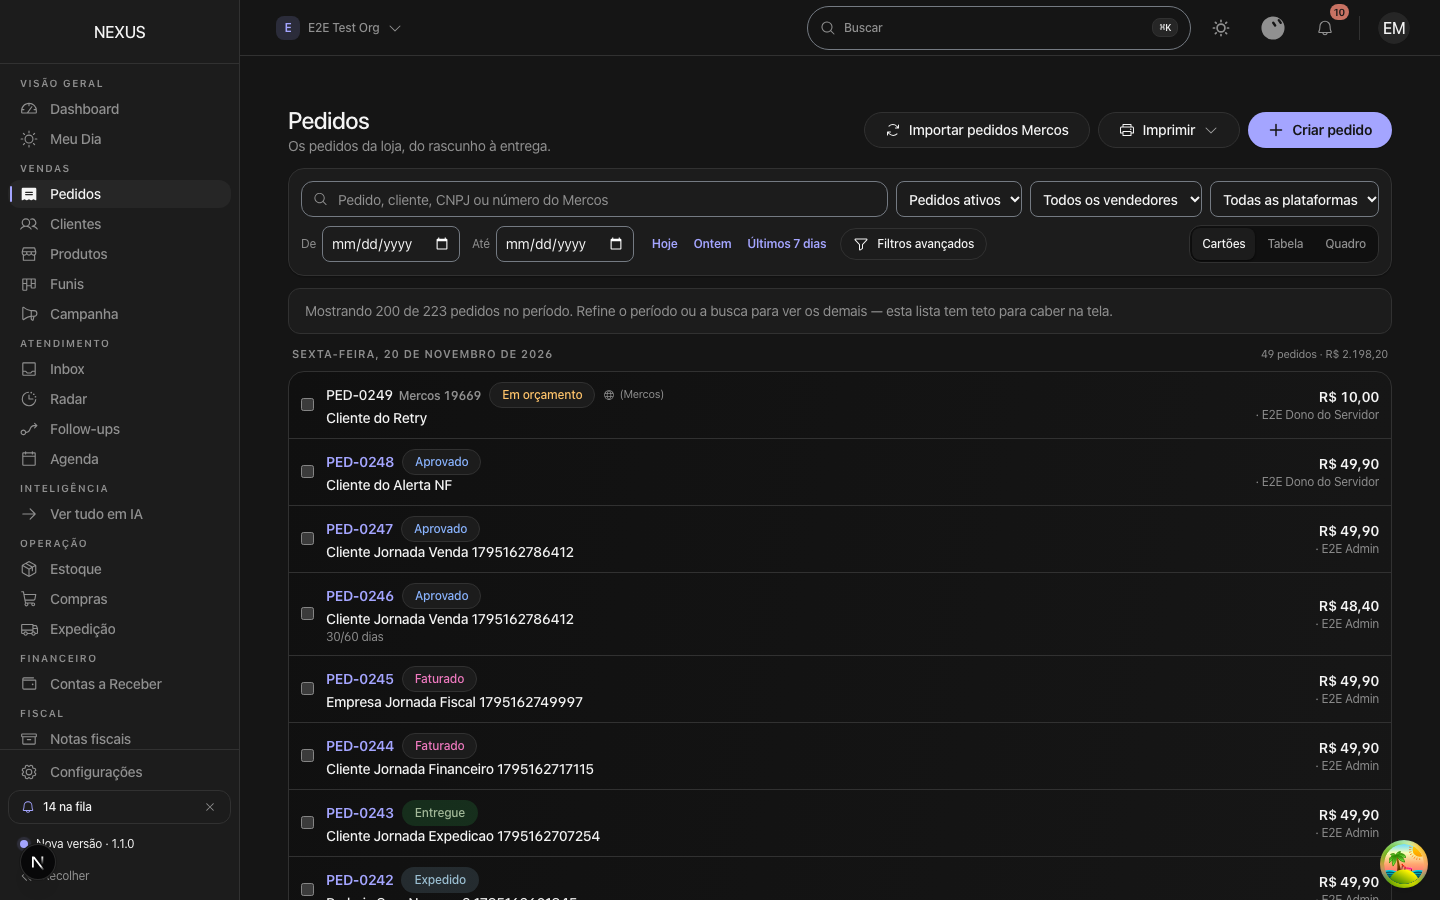 NEXUS
E E2E Test Org
Buscar ⌘K
10
EM
VISÃO GERAL
Dashboard
Meu Dia
VENDAS
Pedidos
Clientes
Produtos
Funis
Campanha
ATENDIMENTO
Inbox
Radar
Follow-ups
Agenda
INTELIGÊNCIA
Ver tudo em IA
OPERAÇÃO
Estoque
Compras
Expedição
FINANCEIRO
Contas a Receber
FISCAL
Notas fiscais
Configurações
14 na fila
Nova versão · 1.1.0
N
Pedidos
Os pedidos da loja, do rascunho à entrega.
Importar pedidos Mercos
Imprimir
Criar pedido
Pedido, cliente, CNPJ ou número do Mercos
Pedidos ativos
Todos os vendedores
Todas as plataformas
De mm/dd/yyyy
Até mm/dd/yyyy
Hoje Ontem Últimos 7 dias
Filtros avançados
Cartões Tabela Quadro
Mostrando 200 de 223 pedidos no período. Refine o período ou a busca para ver os demais — esta lista tem teto para caber na tela.
SEXTA-FEIRA, 20 DE NOVEMBRO DE 2026
49 pedidos · R$ 2.198,20
PED-0249 Mercos 19669 Em orçamento (Mercos)
Cliente do Retry
R$ 10,00
· E2E Dono do Servidor
PED-0248 Aprovado
Cliente do Alerta NF
R$ 49,90
· E2E Dono do Servidor
PED-0247 Aprovado
Cliente Jornada Venda 1795162786412
R$ 49,90
· E2E Admin
PED-0246 Aprovado
Cliente Jornada Venda 1795162786412
30/60 dias
R$ 48,40
· E2E Admin
PED-0245 Faturado
Empresa Jornada Fiscal 1795162749997
R$ 49,90
· E2E Admin
PED-0244 Faturado
Cliente Jornada Financeiro 1795162717115
R$ 49,90
· E2E Admin
PED-0243 Entregue
Cliente Jornada Expedicao 1795162707254
R$ 49,90
· E2E Admin
PED-0242 Expedido
R$ 49,90